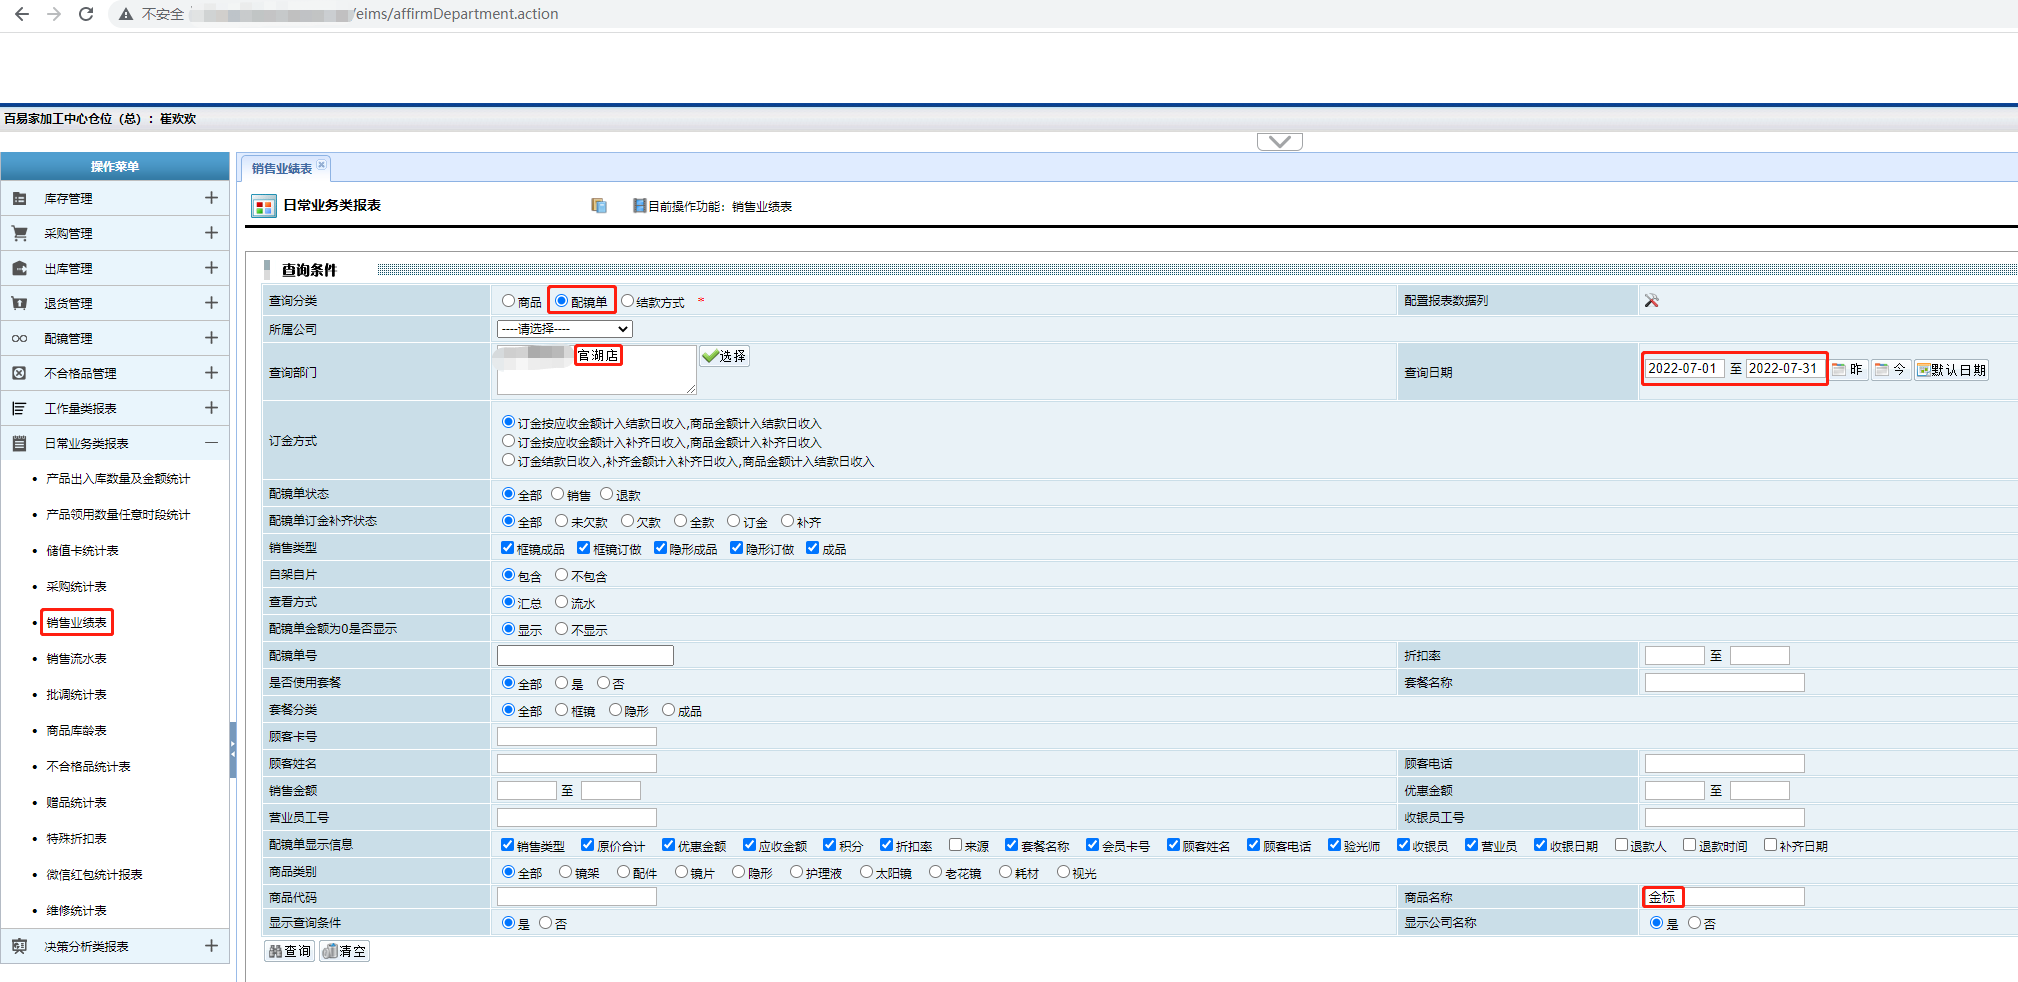 不安全 /eims/affirmDepartment.action
百易家加工中心仓位（总）：崔欢欢
操作菜单
库存管理
采购管理
出库管理
退货管理
配镜管理
不合格品管理
工作量类报表
日常业务类报表
产品出入库数量及金额统计
产品领用数量任意时段统计
储值卡统计表
采购统计表
销售业绩表
销售流水表
批调统计表
商品库龄表
不合格品统计表
赠品统计表
特殊折扣表
微信红包统计报表
维修统计表
决策分析类报表
销售业绩表
日常业务类报表 目前操作功能：销售业绩表
查询条件
查询分类 商品 配镜单 结款方式 * 配置报表数据列
所属公司 ----请选择----
查询部门 官湖店 选择 查询日期 2022-07-01 至 2022-07-31 昨 今 默认日期
订金方式
订金按应收金额计入结款日收入,商品金额计入结款日收入
订金按应收金额计入补齐日收入,商品金额计入补齐日收入
订金结款日收入,补齐金额计入补齐日收入,商品金额计入结款日收入
配镜单状态 全部 销售 退款
配镜单订金补齐状态 全部 未欠款 欠款 全款 订金 补齐
销售类型 框镜成品 框镜订做 隐形成品 隐形订做 成品
自架自片 包含 不包含
查看方式 汇总 流水
配镜单金额为0是否显示 显示 不显示
配镜单号 折扣率 至
是否使用套餐 全部 是 否 套餐名称
套餐分类 全部 框镜 隐形 成品
顾客卡号
顾客姓名 顾客电话
销售金额 至 优惠金额 至
营业员工号 收银员工号
配镜单显示信息 销售类型 原价合计 优惠金额 应收金额 积分 折扣率 来源 套餐名称 会员卡号 顾客姓名 顾客电话 验光师 收银员 营业员 收银日期 退款人 退款时间 补齐日期
商品类别 全部 镜架 配件 镜片 隐形 护理液 太阳镜 老花镜 耗材 视光
商品代码 商品名称 金标
显示查询条件 是 否 显示公司名称 是 否
查询 清空